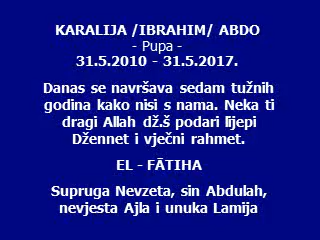 KARALIJA /IBRAHIM/ ABDO
- Pupa -
31.5.2010 - 31.5.2017.
Danas se navršava sedam tužnih
godina kako nisi s nama. Neka ti
dragi Allah dž.š podari lijepi
Džennet i vječni rahmet.
EL - FĀTIHA
Supruga Nevzeta, sin Abdulah,
nevjesta Ajla i unuka Lamija